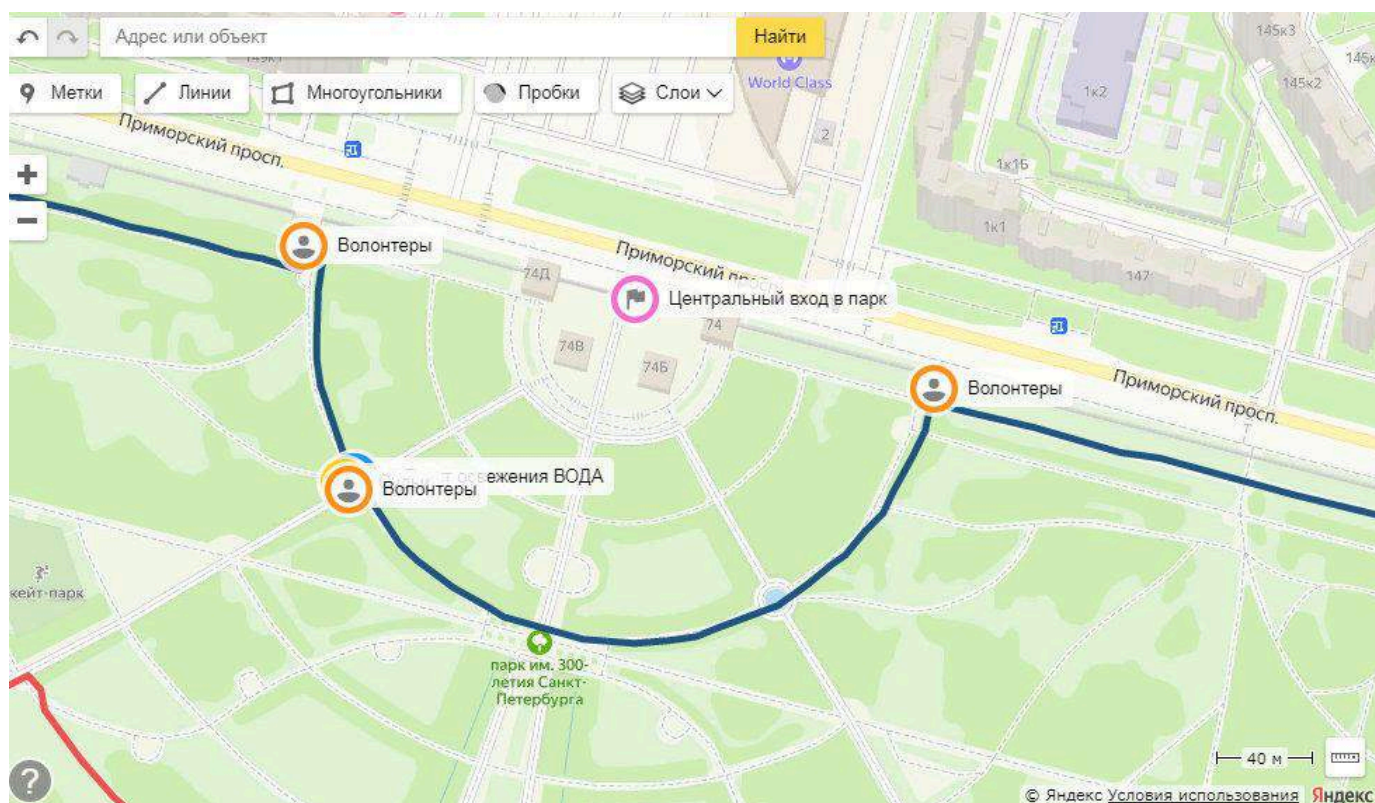 Адрес или объект
Найти
145к3
World Class
Метки
Линии
Многоугольники
Пробки
Слои
1к2
145к2
2
Приморский просп.
1к1Б
+
−
Волонтеры
1к1
Приморский
74Д
147
Центральный вход в парк
74
74В
74Б
Волонтеры
Приморский просп.
освежения ВОДА
Волонтеры
кейт-парк
парк им. 300-
летия Санкт-
Петербурга
40 м
?
© Яндекс Условия использования Яндекс